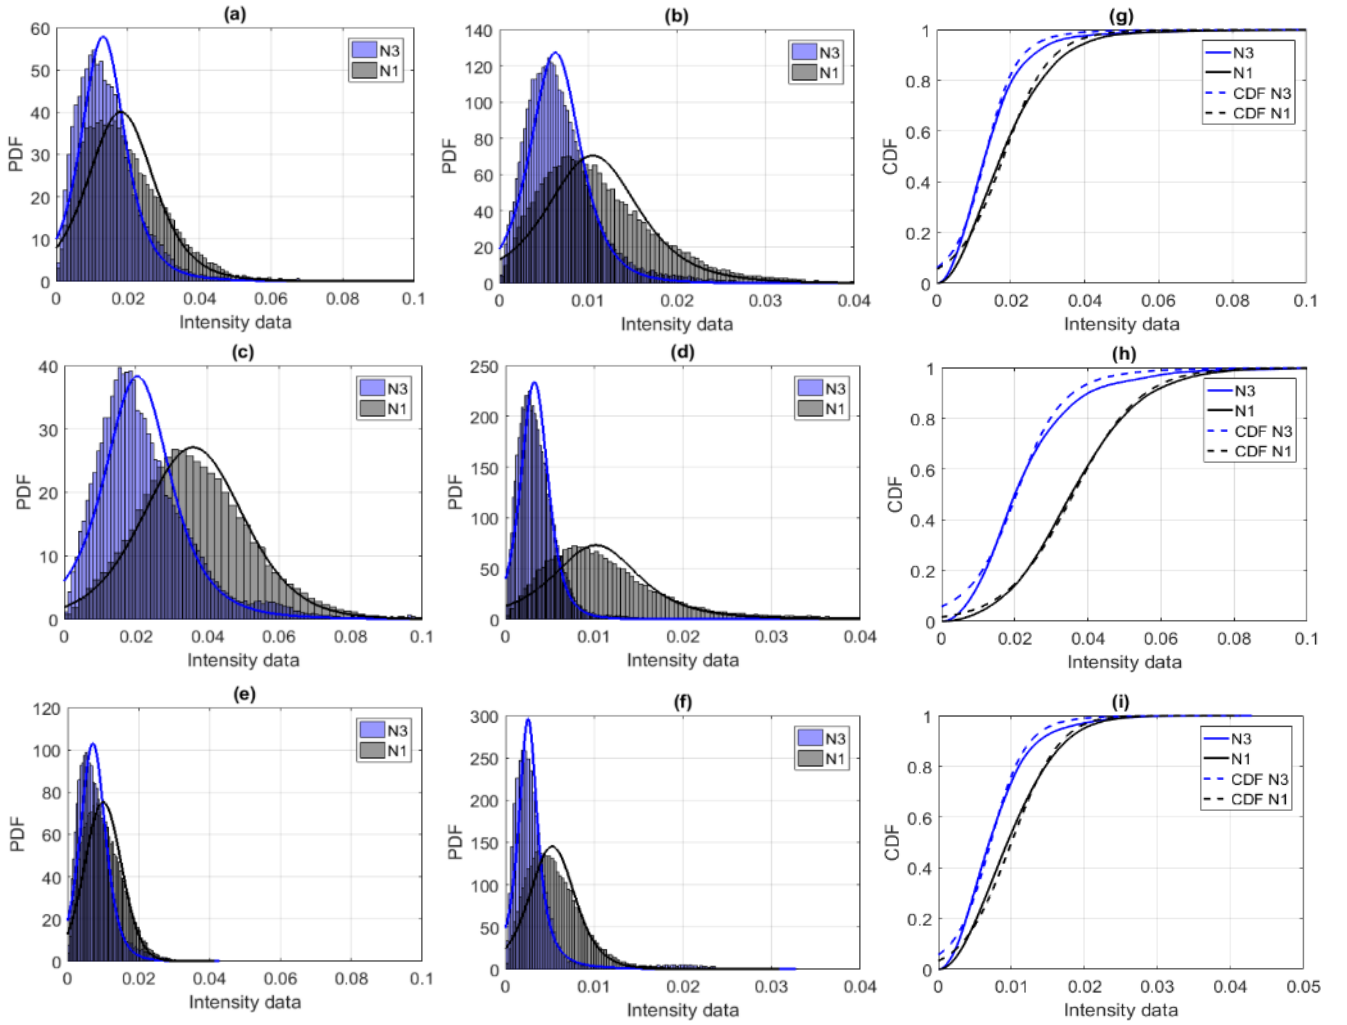 (a)
60
50
40
30
20
10
0
PDF
0 0.02 0.04 0.06 0.08 0.1
Intensity data
N3
N1
(b)
140
120
100
80
60
40
20
0
PDF
0 0.01 0.02 0.03 0.04
Intensity data
N3
N1
(g)
1
0.8
0.6
0.4
0.2
0
CDF
0 0.02 0.04 0.06 0.08 0.1
Intensity data
N3
N1
CDF N3
CDF N1
(c)
40
30
20
10
0
PDF
0 0.02 0.04 0.06 0.08 0.1
Intensity data
N3
N1
(d)
250
200
150
100
50
0
PDF
0 0.01 0.02 0.03 0.04
Intensity data
N3
N1
(h)
1
0.8
0.6
0.4
0.2
0
CDF
0 0.02 0.04 0.06 0.08 0.1
Intensity data
N3
N1
CDF N3
CDF N1
(e)
120
100
80
60
40
20
0
PDF
0 0.02 0.04 0.06 0.08 0.1
Intensity data
N3
N1
(f)
300
250
200
150
100
50
0
PDF
0 0.01 0.02 0.03 0.04
Intensity data
N3
N1
(i)
1
0.8
0.6
0.4
0.2
0
CDF
0 0.01 0.02 0.03 0.04 0.05
Intensity data
N3
N1
CDF N3
CDF N1